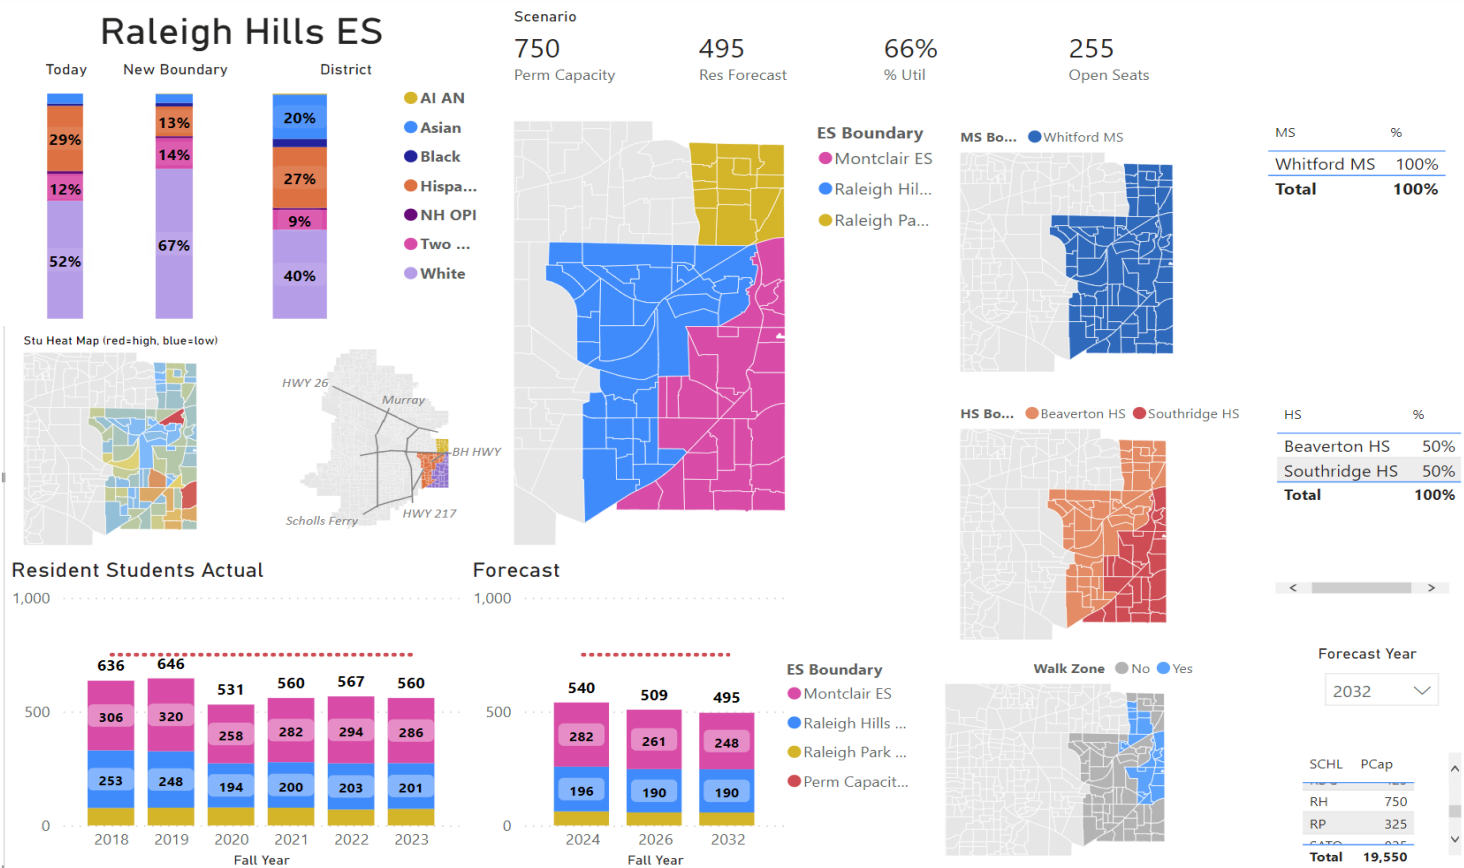 Raleigh Hills ES
Today New Boundary District
29%
12%
52%
13%
14%
67%
20%
27%
9%
40%
AI AN
Asian
Black
Hispa...
NH OPI
Two ...
White
Scenario
750 495 66% 255
Perm Capacity Res Forecast % Util Open Seats
ES Boundary
Montclair ES
Raleigh Hil...
Raleigh Pa...
MS Bo... Whitford MS
MS %
Whitford MS 100%
Total 100%
Stu Heat Map (red=high, blue=low)
HWY 26
Murray
BH HWY
Scholls Ferry
HWY 217
HS Bo... Beaverton HS Southridge HS
HS %
Beaverton HS 50%
Southridge HS 50%
Total 100%
< >
Resident Students Actual
1,000
500
0
636 646 531 560 567 560
306 320 258 282 294 286
253 248 194 200 203 201
2018 2019 2020 2021 2022 2023
Fall Year
Forecast
1,000
500
0
540 509 495
282 261 248
196 190 190
2024 2026 2032
Fall Year
ES Boundary
Montclair ES
Raleigh Hills ...
Raleigh Park ...
Perm Capacit...
Walk Zone No Yes
Forecast Year
2032
SCHL PCap
RH 750
RP 325
Total 19,550